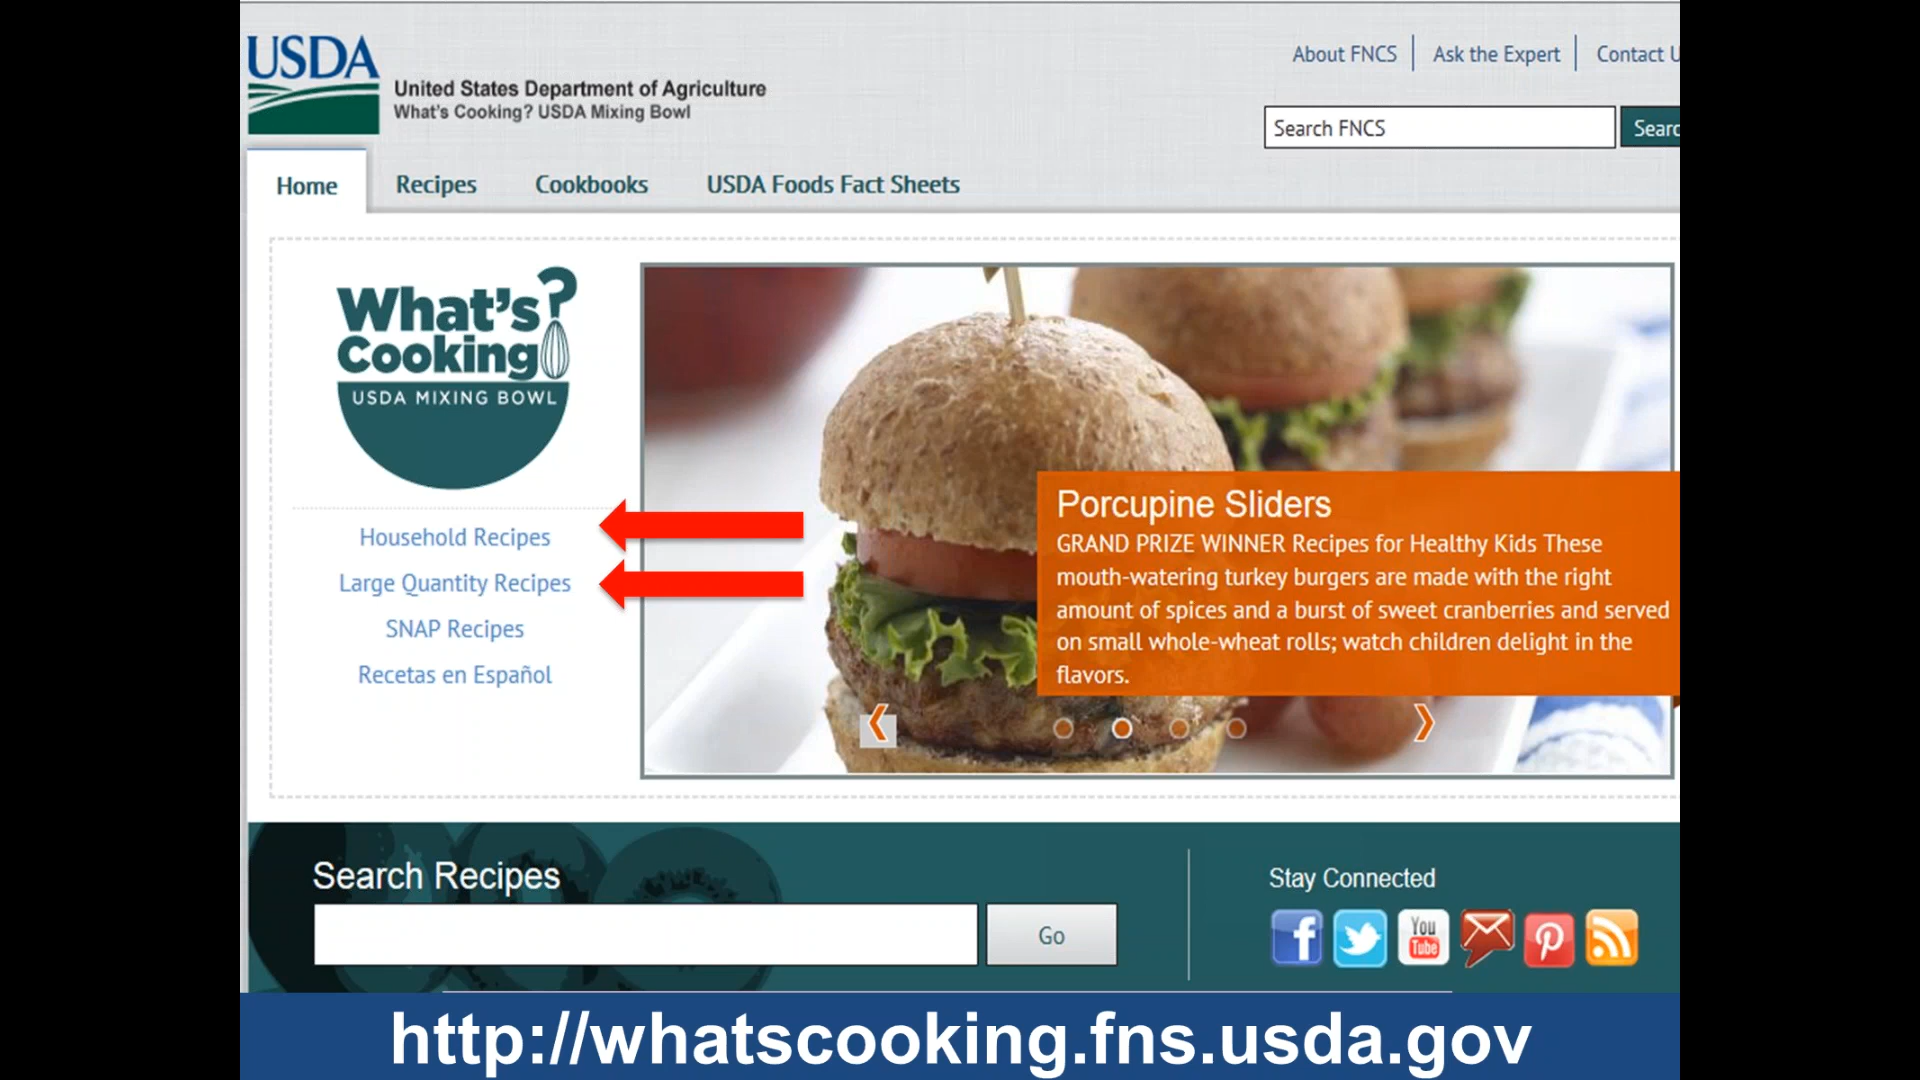 USDA
United States Department of Agriculture
What's Cooking? USDA Mixing Bowl
About FNCS
Ask the Expert
Contact U
Search FNCS
Searc
Home
Recipes
Cookbooks
USDA Foods Fact Sheets
What's?
Cooking
USDA MIXING BOWL
Household Recipes
Large Quantity Recipes
SNAP Recipes
Recetas en Español
Porcupine Sliders
GRAND PRIZE WINNER Recipes for Healthy Kids These
mouth-watering turkey burgers are made with the right
amount of spices and a burst of sweet cranberries and served
on small whole-wheat rolls; watch children delight in the
flavors.
Search Recipes
Go
Stay Connected
You
Tube
http://whatscooking.fns.usda.gov